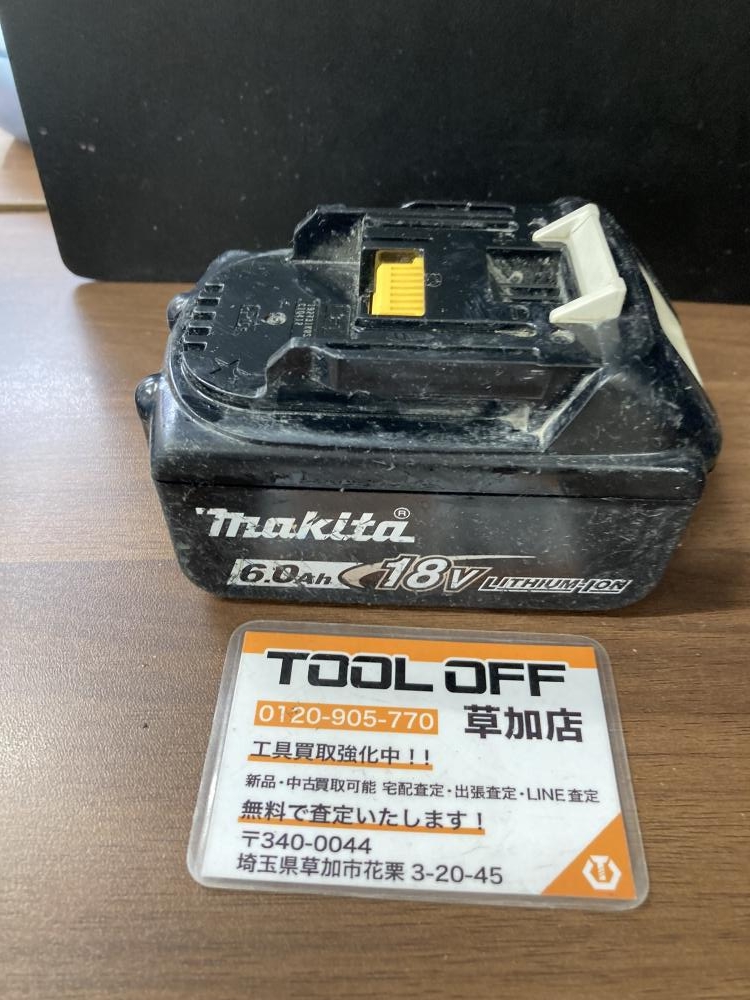 makita®
6.0Ah 18V LITHIUM-ION
TOOL OFF
0120-905-770 草加店
工具買取強化中!!
新品・中古買取可能 宅配査定・出張査定・LINE査定
無料で査定いたします!
〒340-0044
埼玉県草加市花栗 3-20-45